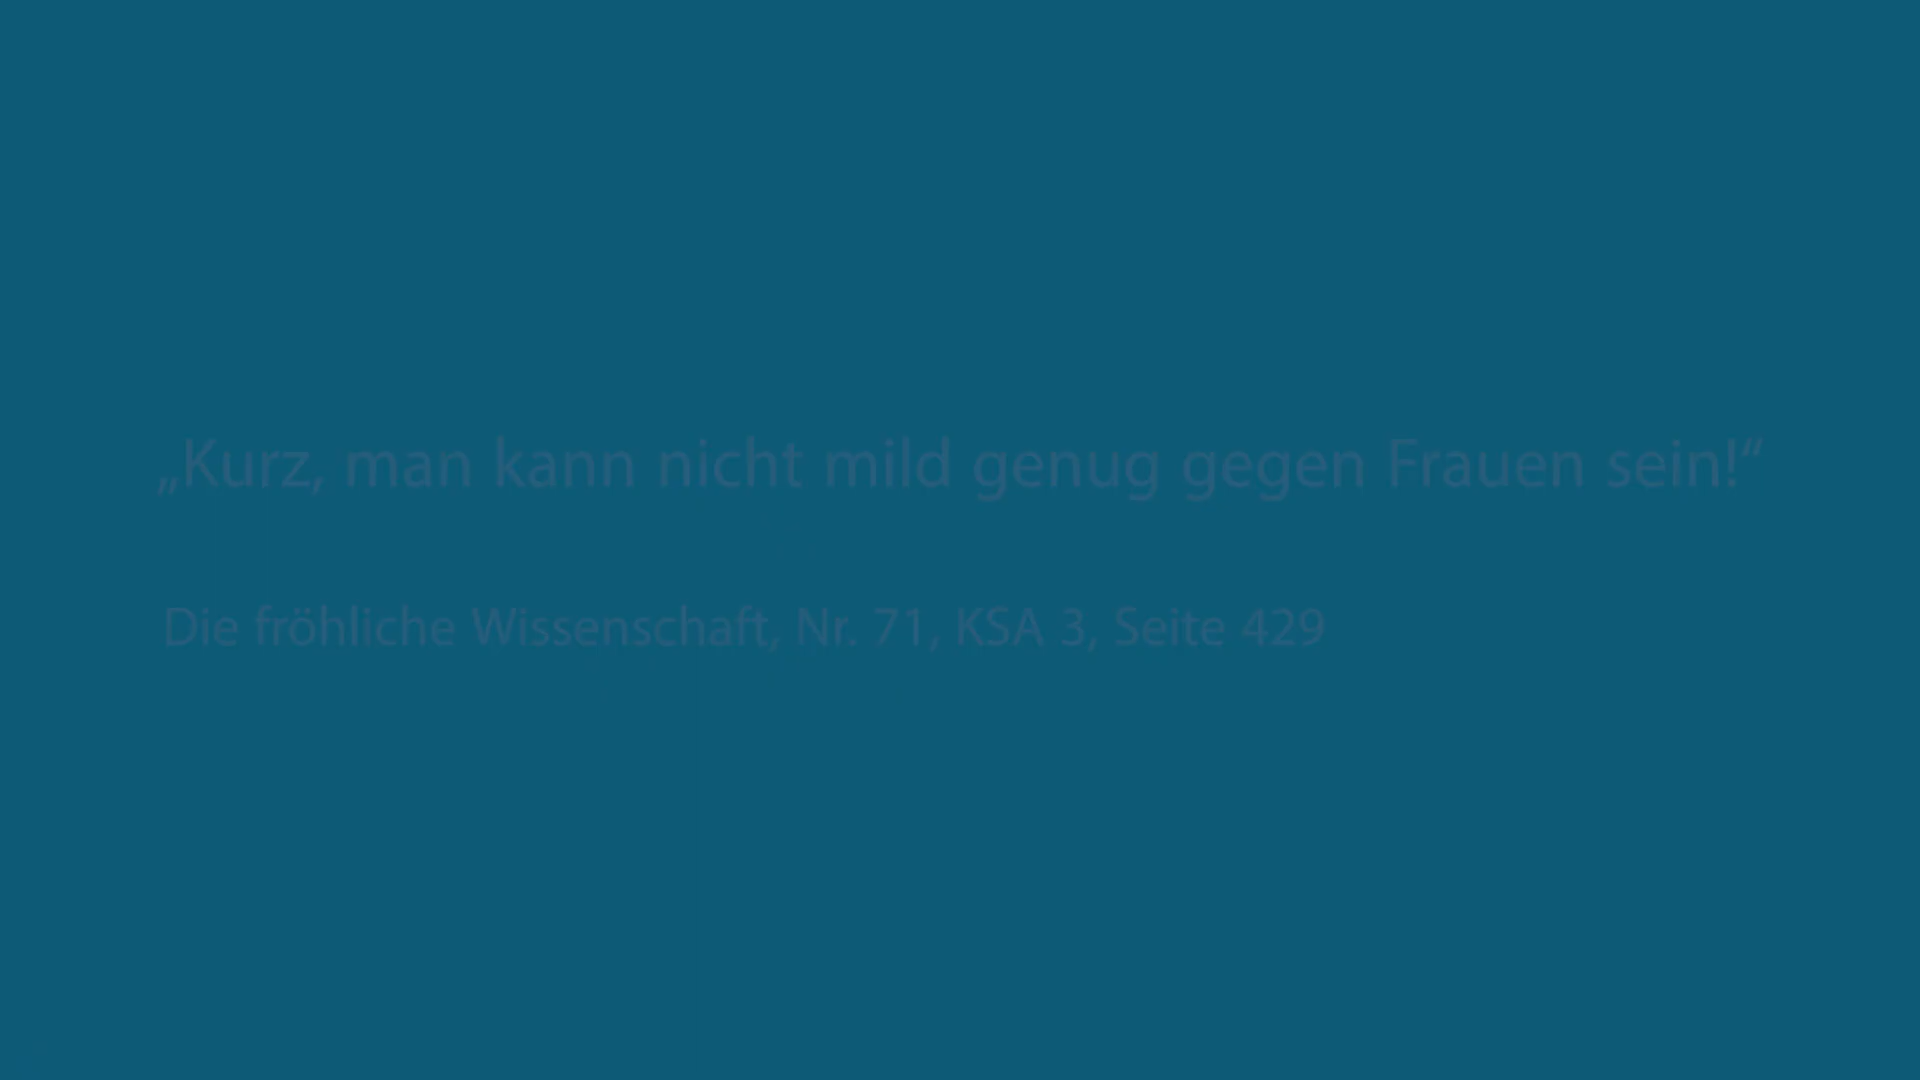 „Kurz, man kann nicht mild genug gegen Frauen sein!“
Die fröhliche Wissenschaft, Nr. 71, KSA 3, Seite 429